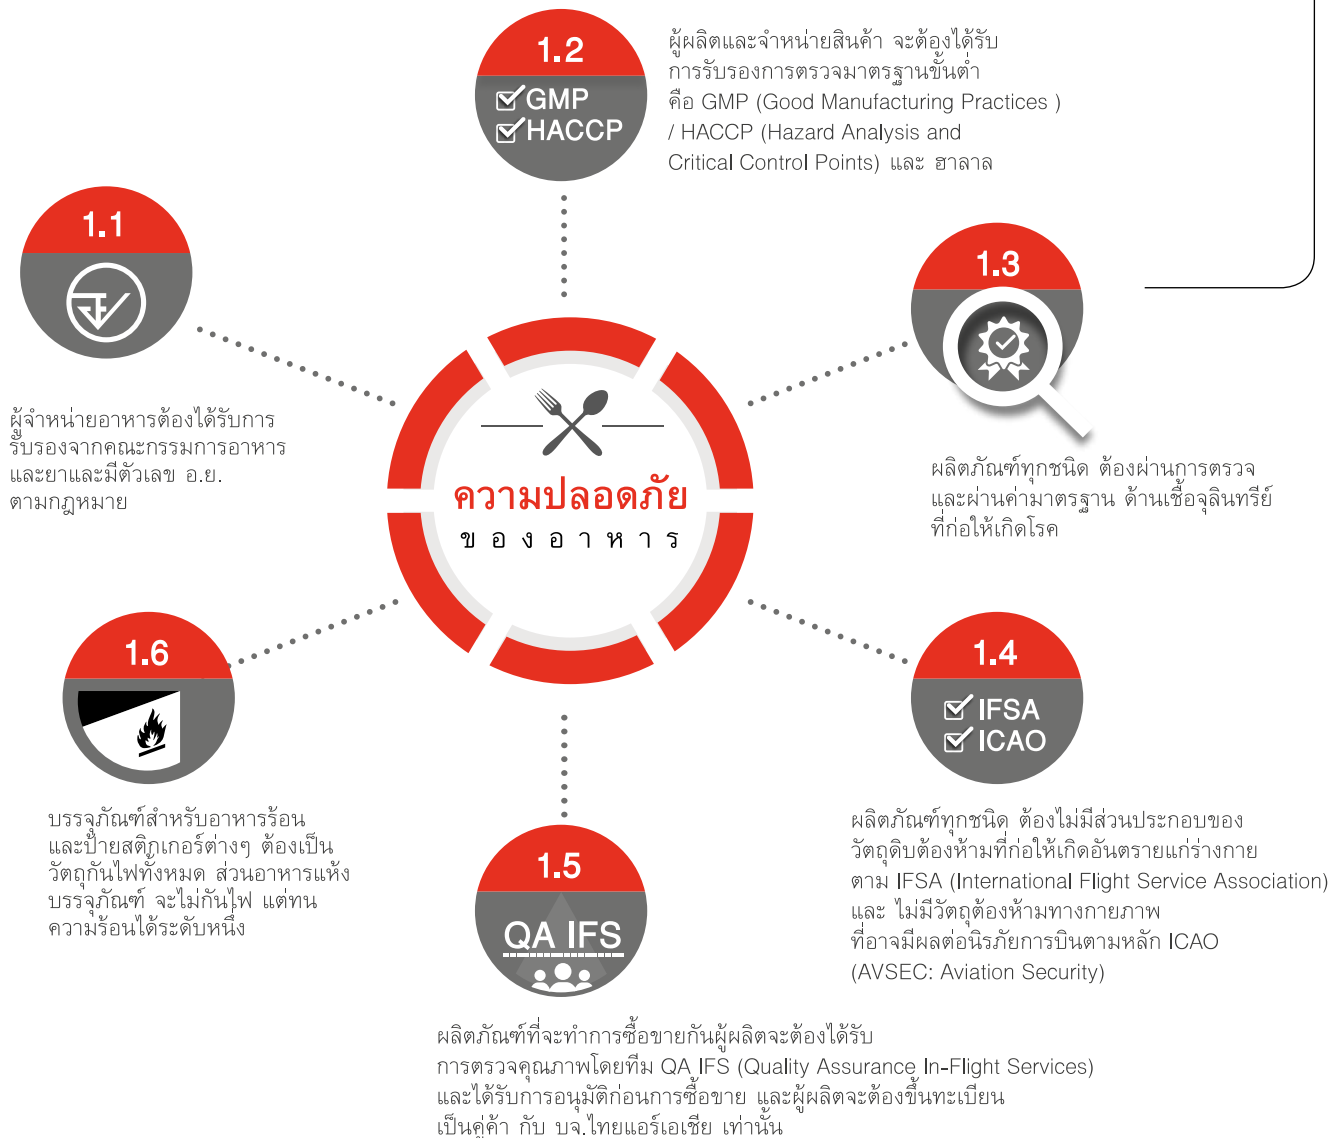 1.2
GMP
HACCP
ผู้ผลิตและจำหน่ายสินค้า จะต้องได้รับ
การรับรองการตรวจมาตรฐานขั้นต่ำ
คือ GMP (Good Manufacturing Practices )
/ HACCP (Hazard Analysis and
Critical Control Points) และ ฮาลาล
1.1
ผู้จำหน่ายอาหารต้องได้รับการ
รับรองจากคณะกรรมการอาหาร
และยาและมีตัวเลข อ.ย.
ตามกฎหมาย
1.3
ผลิตภัณฑ์ทุกชนิด ต้องผ่านการตรวจ
และผ่านค่ามาตรฐาน ด้านเชื้อจุลินทรีย์
ที่ก่อให้เกิดโรค
ความปลอดภัย
ของอาหาร
1.6
บรรจุภัณฑ์สำหรับอาหารร้อน
และป้ายสติกเกอร์ต่างๆ ต้องเป็น
วัตถุกันไฟทั้งหมด ส่วนอาหารแห้ง
บรรจุภัณฑ์ จะไม่กันไฟ แต่ทน
ความร้อนได้ระดับหนึ่ง
1.4
IFSA
ICAO
ผลิตภัณฑ์ทุกชนิด ต้องไม่มีส่วนประกอบของ
วัตถุดิบต้องห้ามที่ก่อให้เกิดอันตรายแก่ร่างกาย
ตาม IFSA (International Flight Service Association)
และ ไม่มีวัตถุต้องห้ามทางกายภาพ
ที่อาจมีผลต่อนิรภัยการบินตามหลัก ICAO
(AVSEC: Aviation Security)
1.5
QA IFS
ผลิตภัณฑ์ที่จะทำการซื้อขายกันผู้ผลิตจะต้องได้รับ
การตรวจคุณภาพโดยทีม QA IFS (Quality Assurance In-Flight Services)
และได้รับการอนุมัติก่อนการซื้อขาย และผู้ผลิตจะต้องขึ้นทะเบียน
เป็นคู่ค้า กับ บจ.ไทยแอร์เอเชีย เท่านั้น